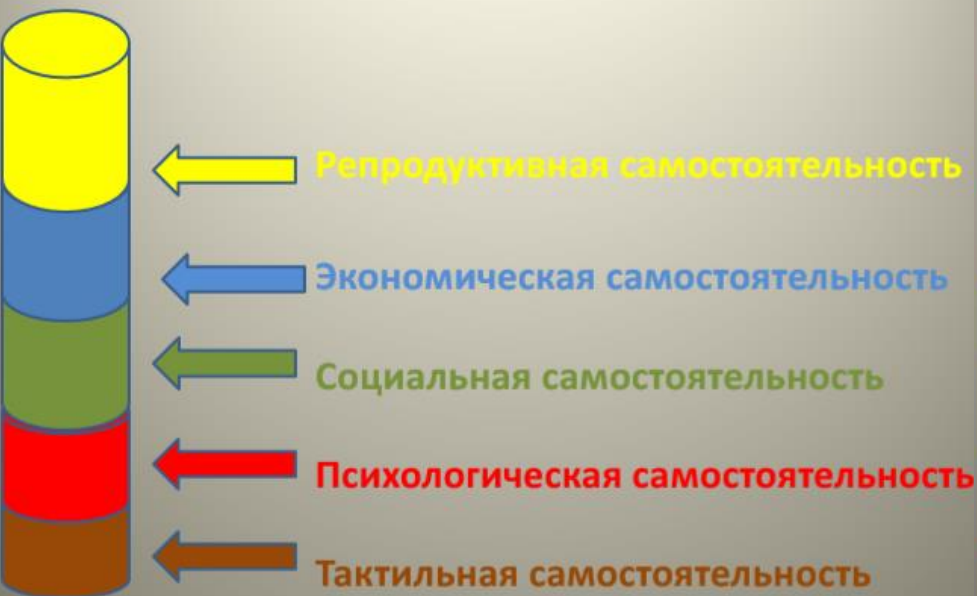 Репродуктивная самостоятельность
Экономическая самостоятельность
Социальная самостоятельность
Психологическая самостоятельность
Тактильная самостоятельность